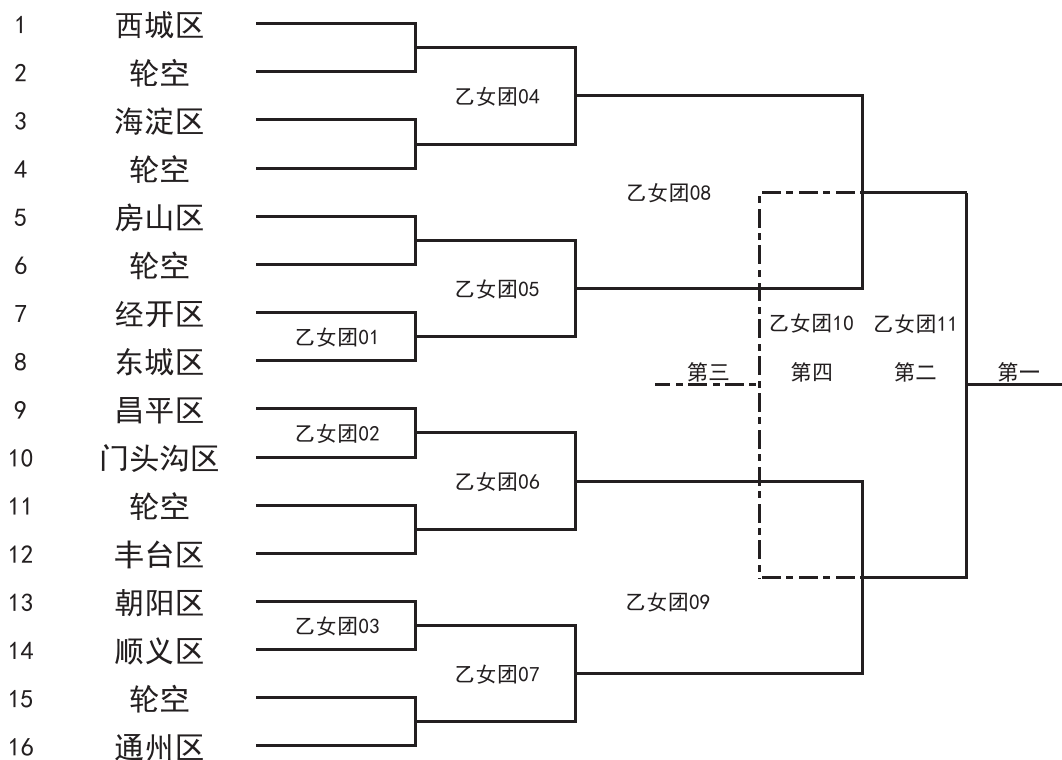 1 西城区
2 轮空
乙女团04
3 海淀区
4 轮空
乙女团08
5 房山区
6 轮空
乙女团05
7 经开区
乙女团01
乙女团10 乙女团11
8 东城区
第三 第四 第二 第一
9 昌平区
乙女团02
10 门头沟区
乙女团06
11 轮空
12 丰台区
13 朝阳区
乙女团09
乙女团03
14 顺义区
乙女团07
15 轮空
16 通州区